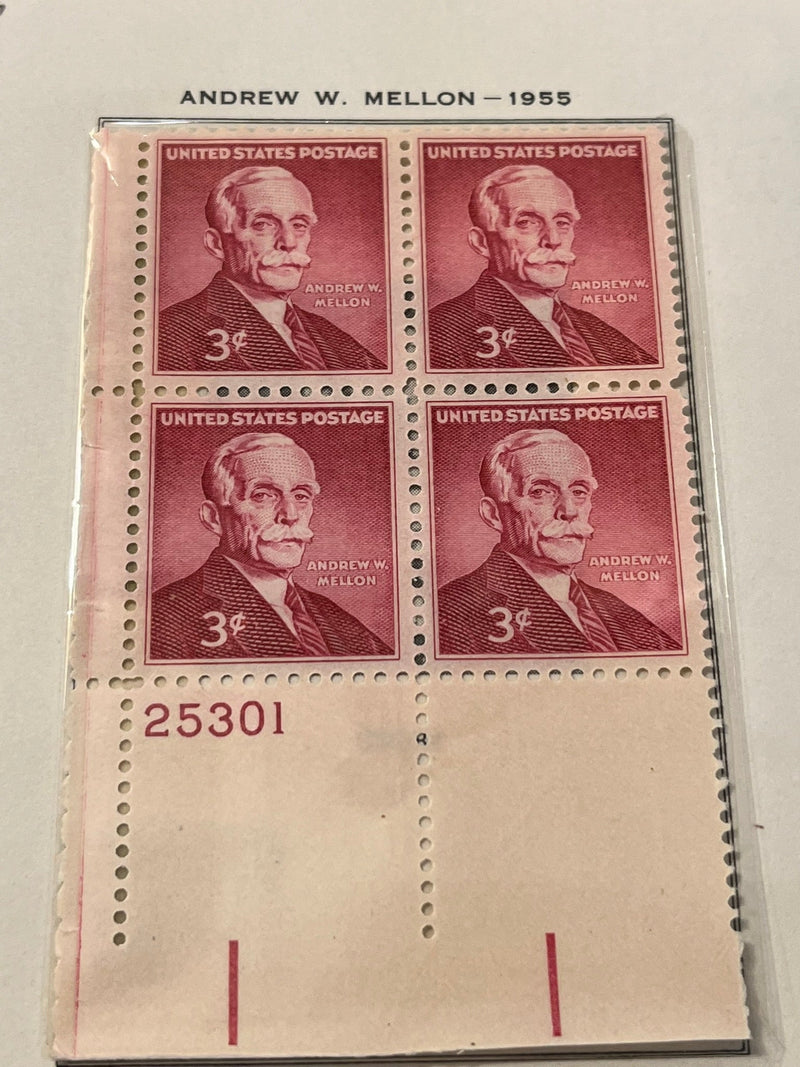 ANDREW W. MELLON – 1955
UNITED STATES POSTAGE
ANDREW W.
MELLON
3¢
UNITED STATES POSTAGE
ANDREW W.
MELLON
3¢
UNITED STATES POSTAGE
ANDREW W.
MELLON
3¢
UNITED STATES POSTAGE
ANDREW W.
MELLON
3¢
25301